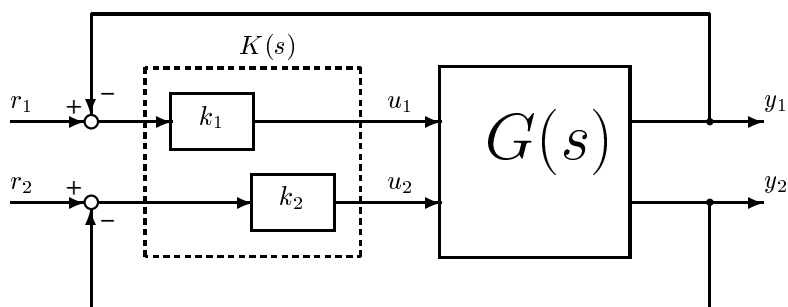 K(s)
−
r₁ + k₁ u₁ y₁
G(s)
r₂ + k₂ u₂ y₂
−